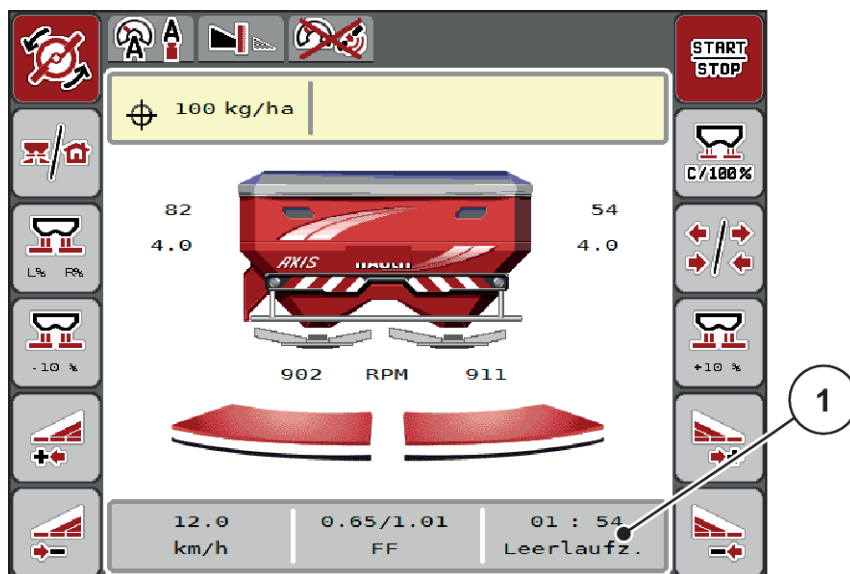 A A
START
STOP
100 kg/ha
C/100%
82 54
4.0 4.0
AXIS RAUCH
L% R%
-10 %
+10 %
902 RPM 911
1
12.0 0.65/1.01 01 : 54
km/h FF Leerlaufz.